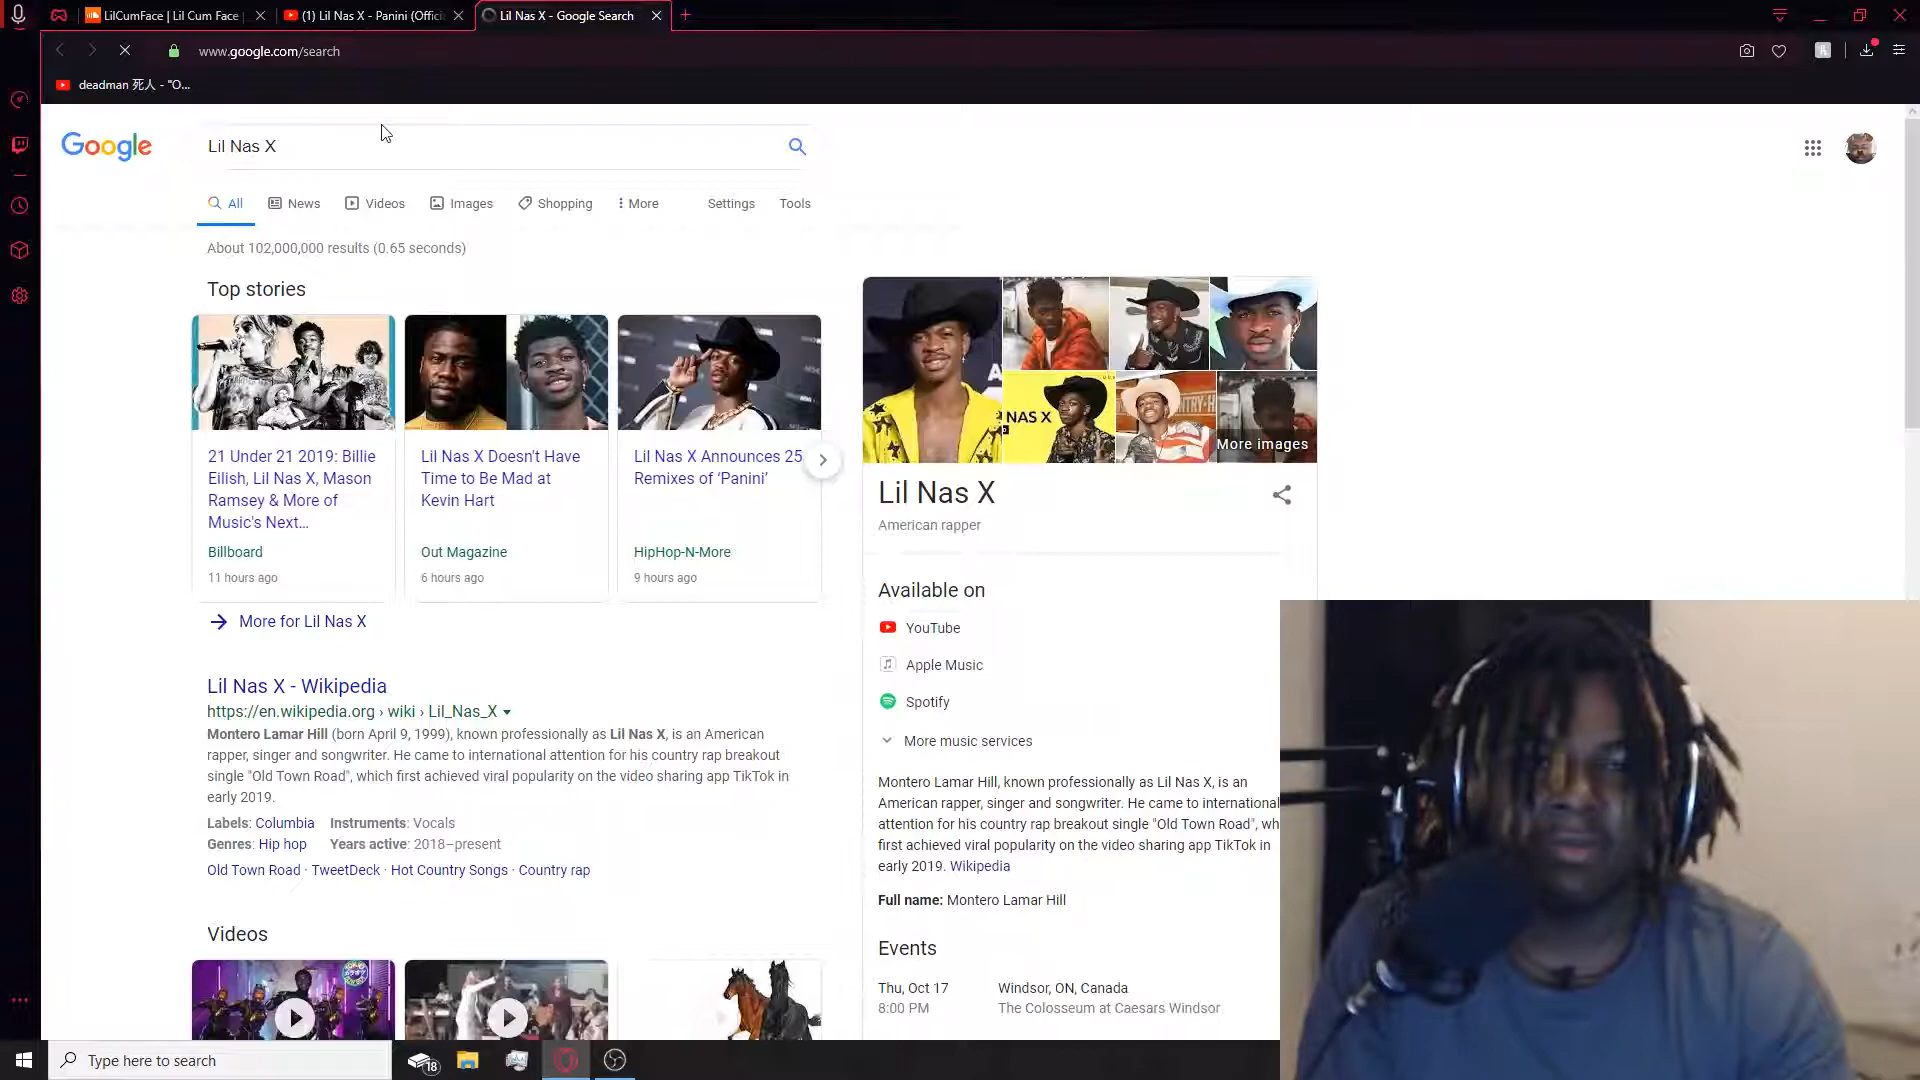 LilCumFace | Lil Cum Face
(1) Lil Nas X - Panini (Offici
Lil Nas X - Google Search
www.google.com/search
deadman 死人 - "O...
Google
Lil Nas X
All
News
Videos
Images
Shopping
More
Settings
Tools
About 102,000,000 results (0.65 seconds)
Top stories
21 Under 21 2019: Billie
Eilish, Lil Nas X, Mason
Ramsey & More of
Music's Next...
Billboard
11 hours ago
Lil Nas X Doesn't Have
Time to Be Mad at
Kevin Hart
Out Magazine
6 hours ago
Lil Nas X Announces 25
Remixes of ‘Panini’
HipHop-N-More
9 hours ago
More for Lil Nas X
Lil Nas X - Wikipedia
https://en.wikipedia.org › wiki › Lil_Nas_X
Montero Lamar Hill (born April 9, 1999), known professionally as Lil Nas X, is an American
rapper, singer and songwriter. He came to international attention for his country rap breakout
single "Old Town Road", which first achieved viral popularity on the video sharing app TikTok in
early 2019.
Labels: Columbia Instruments: Vocals
Genres: Hip hop Years active: 2018–present
Old Town Road · TweetDeck · Hot Country Songs · Country rap
Videos
NAS X
More images
Lil Nas X
American rapper
Available on
YouTube
Apple Music
Spotify
More music services
Montero Lamar Hill, known professionally as Lil Nas X, is an
American rapper, singer and songwriter. He came to international
attention for his country rap breakout single "Old Town Road", wh
first achieved viral popularity on the video sharing app TikTok in
early 2019. Wikipedia
Full name: Montero Lamar Hill
Events
Thu, Oct 17
8:00 PM
Windsor, ON, Canada
The Colosseum at Caesars Windsor
Type here to search
18